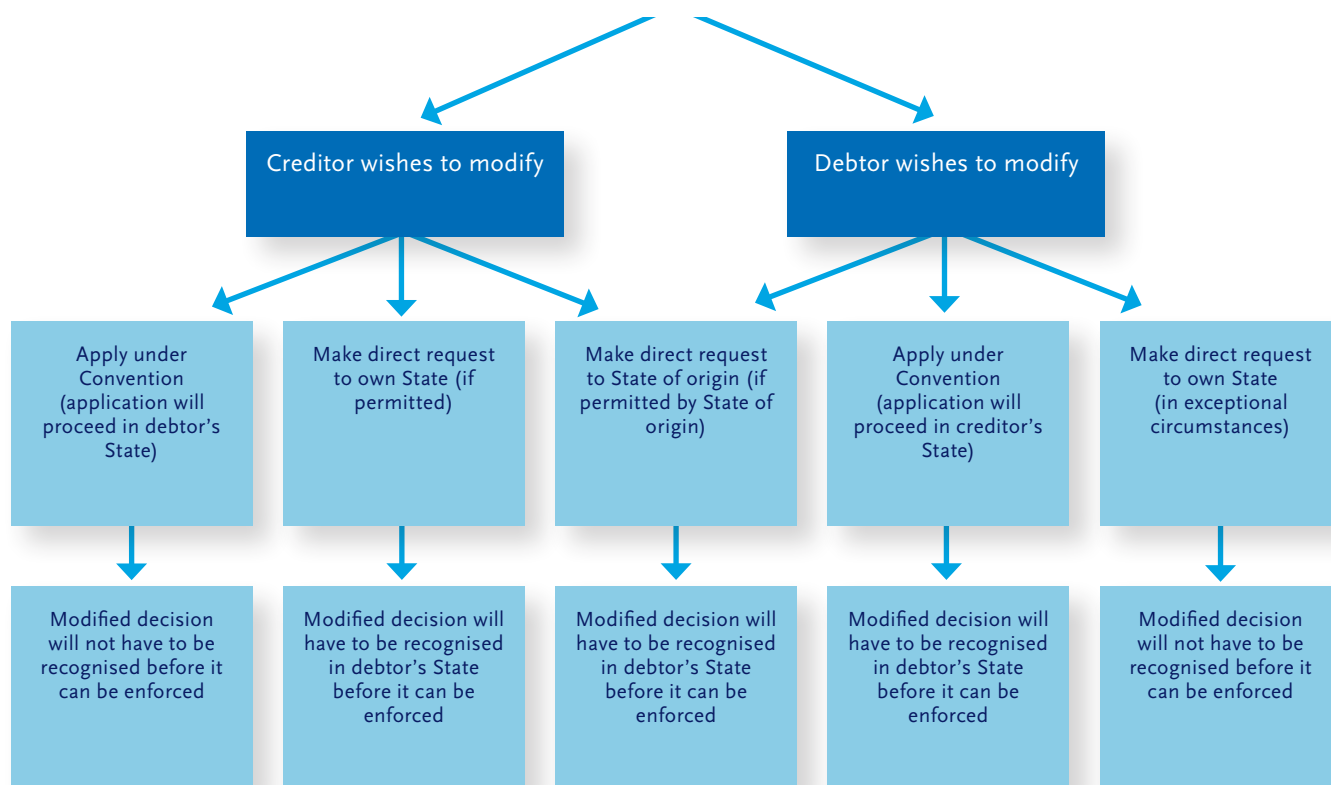 Creditor wishes to modify
Debtor wishes to modify
Apply under
Convention
(application will
proceed in debtor's
State)
Make direct request
to own State (if
permitted)
Make direct request
to State of origin (if
permitted by State of
origin)
Apply under
Convention
(application will
proceed in creditor's
State)
Make direct request
to own State
(in exceptional
circumstances)
Modified decision
will not have to be
recognised before it
can be enforced
Modified decision will
have to be recognised
in debtor's State
before it can be
enforced
Modified decision will
have to be recognised
in debtor's State
before it can be
enforced
Modified decision will
have to be recognised
in debtor's State
before it can be
enforced
Modified decision
will not have to be
recognised before it
can be enforced